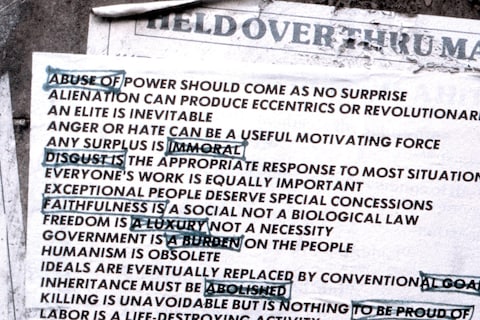 HELD OVER THRU MA
ABUSE OF POWER SHOULD COME AS NO SURPRISE
ALIENATION CAN PRODUCE ECCENTRICS OR REVOLUTIONARI
AN ELITE IS INEVITABLE
ANGER OR HATE CAN BE A USEFUL MOTIVATING FORCE
ANY SURPLUS IS IMMORAL
DISGUST IS THE APPROPRIATE RESPONSE TO MOST SITUATION
EVERYONE'S WORK IS EQUALLY IMPORTANT
EXCEPTIONAL PEOPLE DESERVE SPECIAL CONCESSIONS
FAITHFULNESS IS A SOCIAL NOT A BIOLOGICAL LAW
FREEDOM IS A LUXURY NOT A NECESSITY
GOVERNMENT IS A BURDEN ON THE PEOPLE
HUMANISM IS OBSOLETE
IDEALS ARE EVENTUALLY REPLACED BY CONVENTIONAL GOA
INHERITANCE MUST BE ABOLISHED
KILLING IS UNAVOIDABLE BUT IS NOTHING TO BE PROUD OF
LABOR IS A LIFE-DESTROYING ACTIVITY